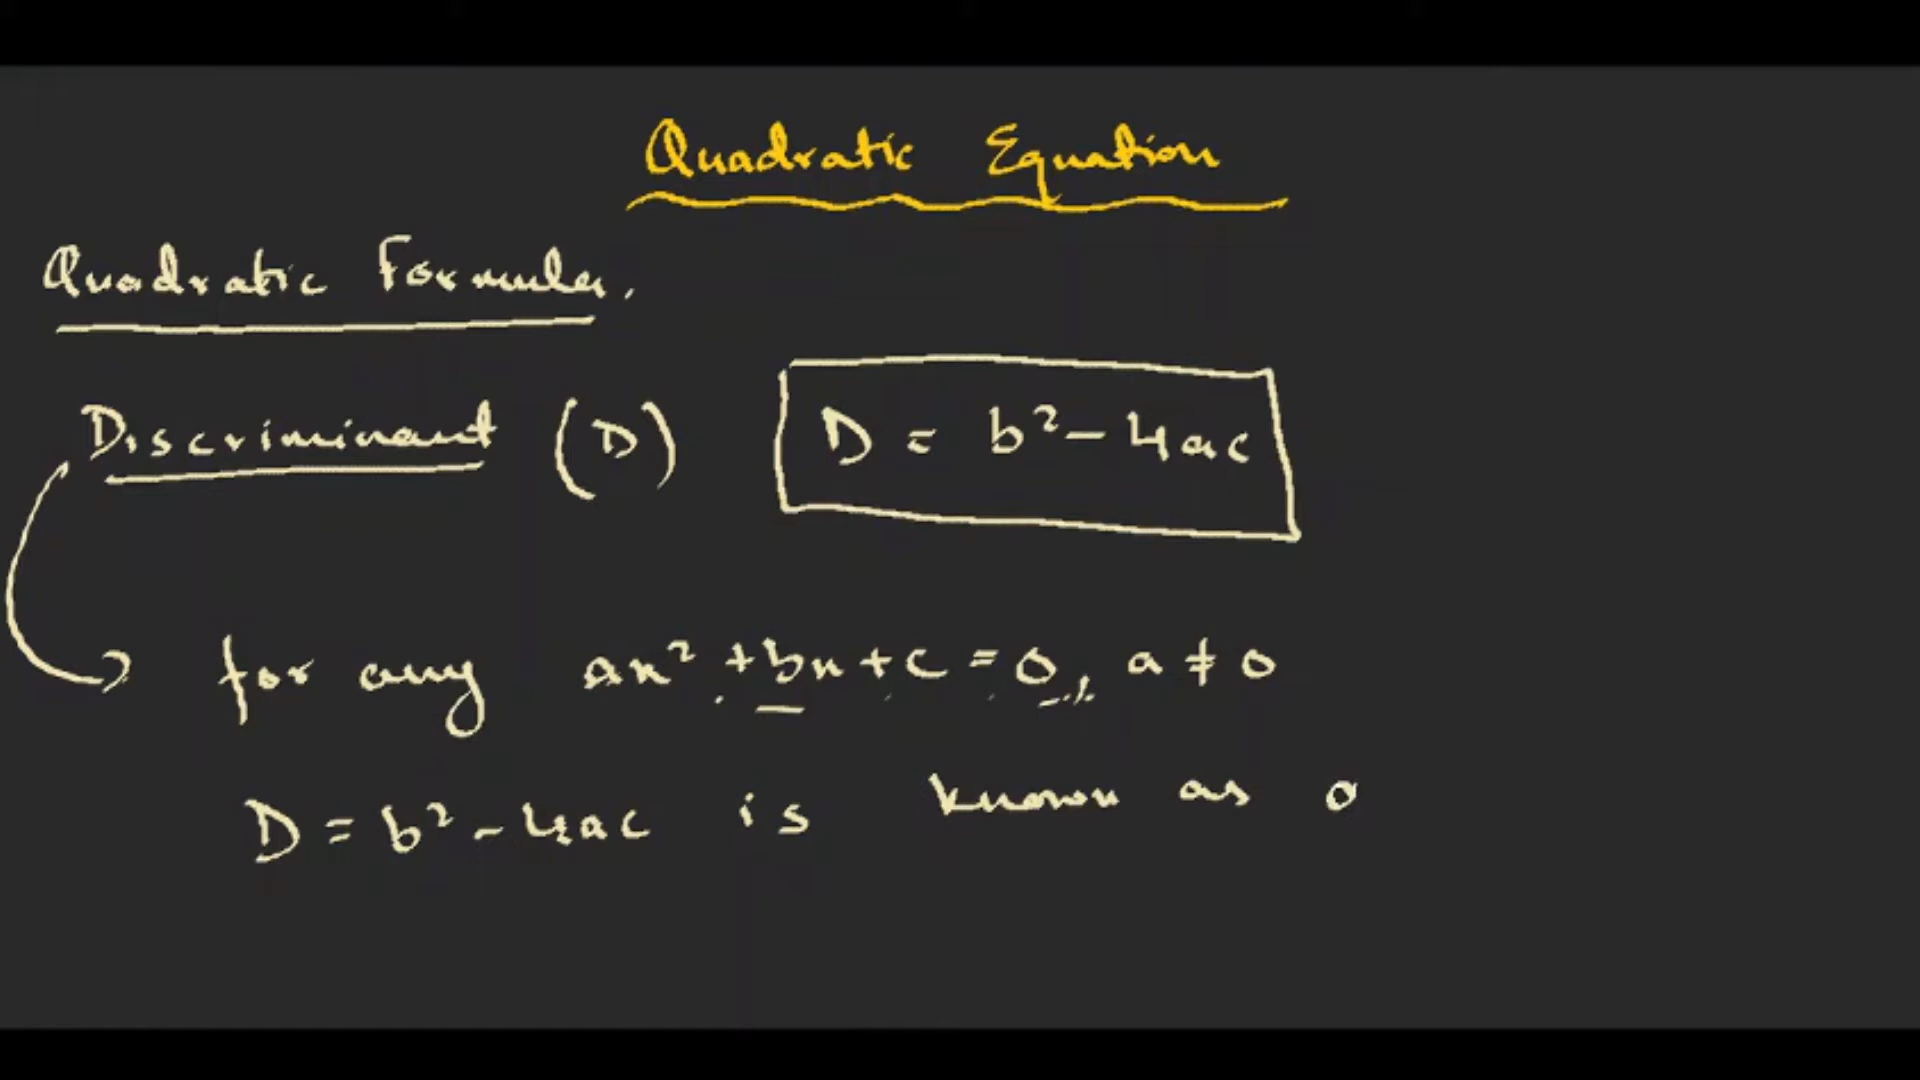 Quadratic Equation
Quadratic Formula.
Discriminant (D) D = b² - 4ac
for any ax² + bx + c = 0, a ≠ 0
D = b² - 4ac is known as